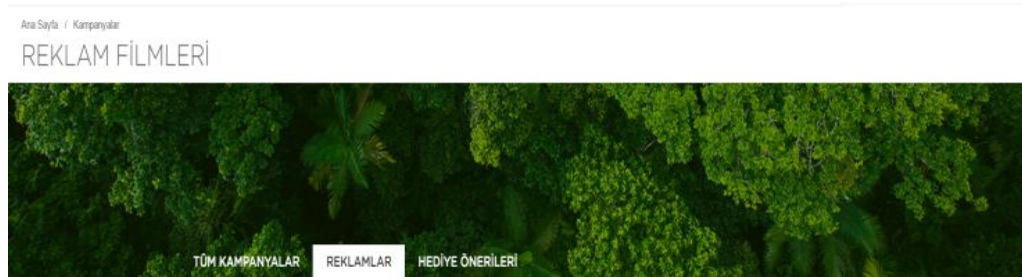 Ana Sayfa / Kampanyalar
REKLAM FİLMLERİ
TÜM KAMPANYALAR REKLAMLAR HEDİYE ÖNERİLERİ